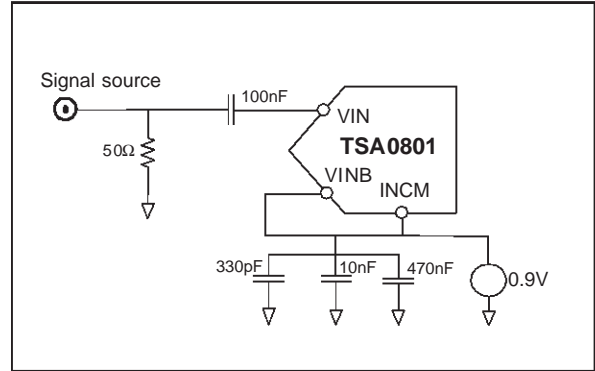 Signal source
100nF
VIN
50Ω
TSA0801
VINB
INCM
330pF
10nF
470nF
0.9V